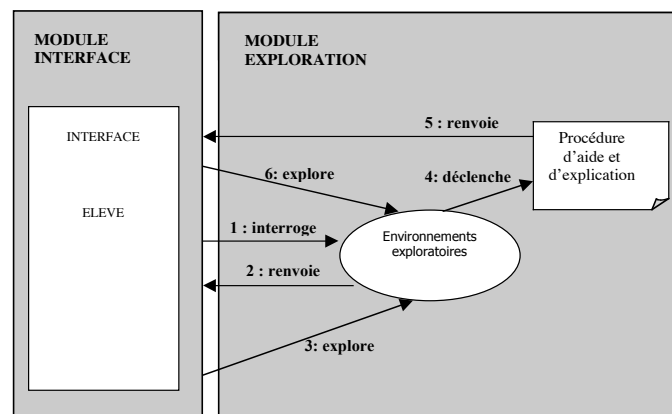 MODULE
INTERFACE
MODULE
EXPLORATION
INTERFACE
ELEVE
5 : renvoie
Procédure
d’aide et
d’explication
6: explore
4: déclenche
1 : interroge
Environnements
exploratoires
2 : renvoie
3: explore